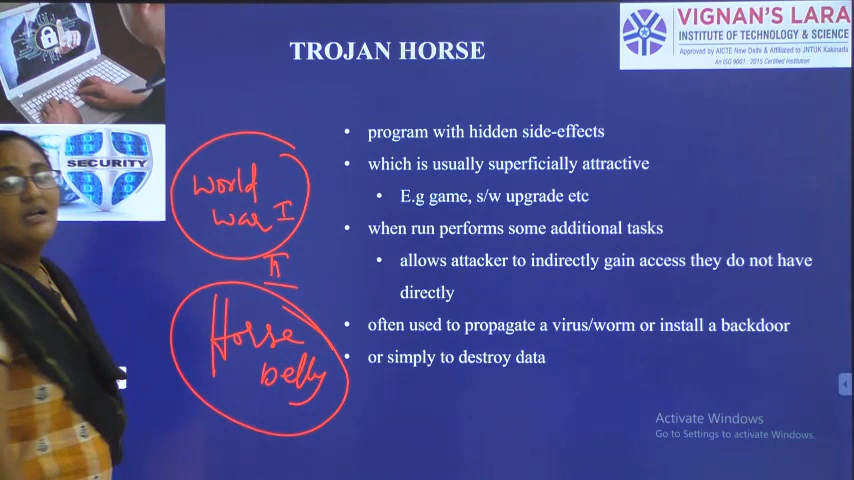 TROJAN HORSE
VIGNAN'S LARA
INSTITUTE OF TECHNOLOGY & SCIENCE
Approved by AICTE New Delhi & Affiliated to JNTUK Kakinada
An ISO 9001 : 2015 Certified Institution
SECURITY
• program with hidden side-effects
• which is usually superficially attractive
• E.g game, s/w upgrade etc
• when run performs some additional tasks
• allows attacker to indirectly gain access they do not have
directly
• often used to propagate a virus/worm or install a backdoor
• or simply to destroy data
World
War I
II
Horse
Belly
Activate Windows
Go to Settings to activate Windows.